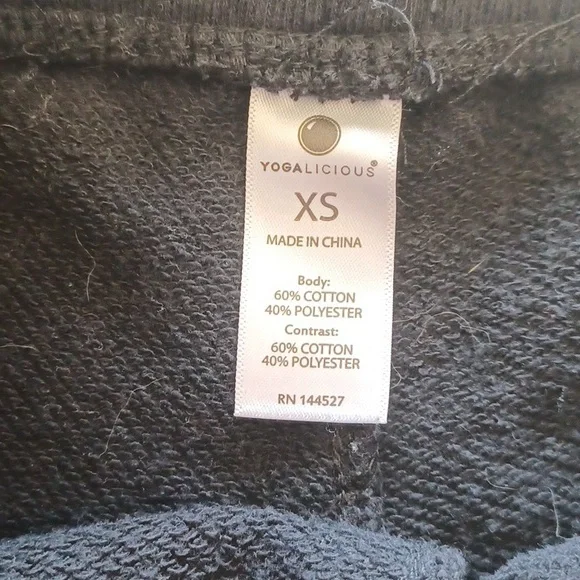 YOGALICIOUS®
XS
MADE IN CHINA
Body:
60% COTTON
40% POLYESTER
Contrast:
60% COTTON
40% POLYESTER
RN 144527